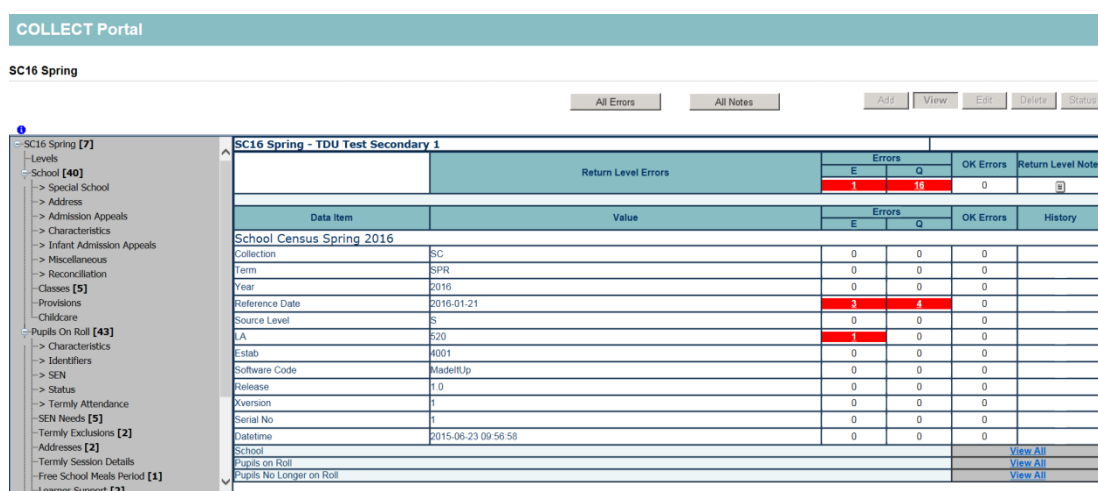 COLLECT Portal
SC16 Spring
All Errors All Notes Add View Edit Delete Status
SC16 Spring [7]
Levels
School [40]
-> Special School
-> Address
-> Admission Appeals
-> Characteristics
-> Infant Admission Appeals
-> Miscellaneous
-> Reconciliation
Classes [5]
Provisions
Childcare
Pupils On Roll [43]
-> Characteristics
-> Identifiers
-> SEN
-> Status
-> Termly Attendance
SEN Needs [5]
Termly Exclusions [2]
Addresses [2]
Termly Session Details
Free School Meals Period [1]
Learner Support [2]
SC16 Spring - TDU Test Secondary 1
Return Level Errors Errors OK Errors Return Level Note
E Q
1 16 0
Data Item Value Errors OK Errors History
E Q
School Census Spring 2016
Collection SC 0 0 0
Term SPR 0 0 0
Year 2016 0 0 0
Reference Date 2016-01-21 3 4 0
Source Level S 0 0 0
LA 520 1 0 0
Estab 4001 0 0 0
Software Code MadeItUp 0 0 0
Release 1.0 0 0 0
Xversion 1 0 0 0
Serial No 1 0 0 0
Datetime 2015-06-23 09:56:58 0 0 0
School View All
Pupils on Roll View All
Pupils No Longer on Roll View All